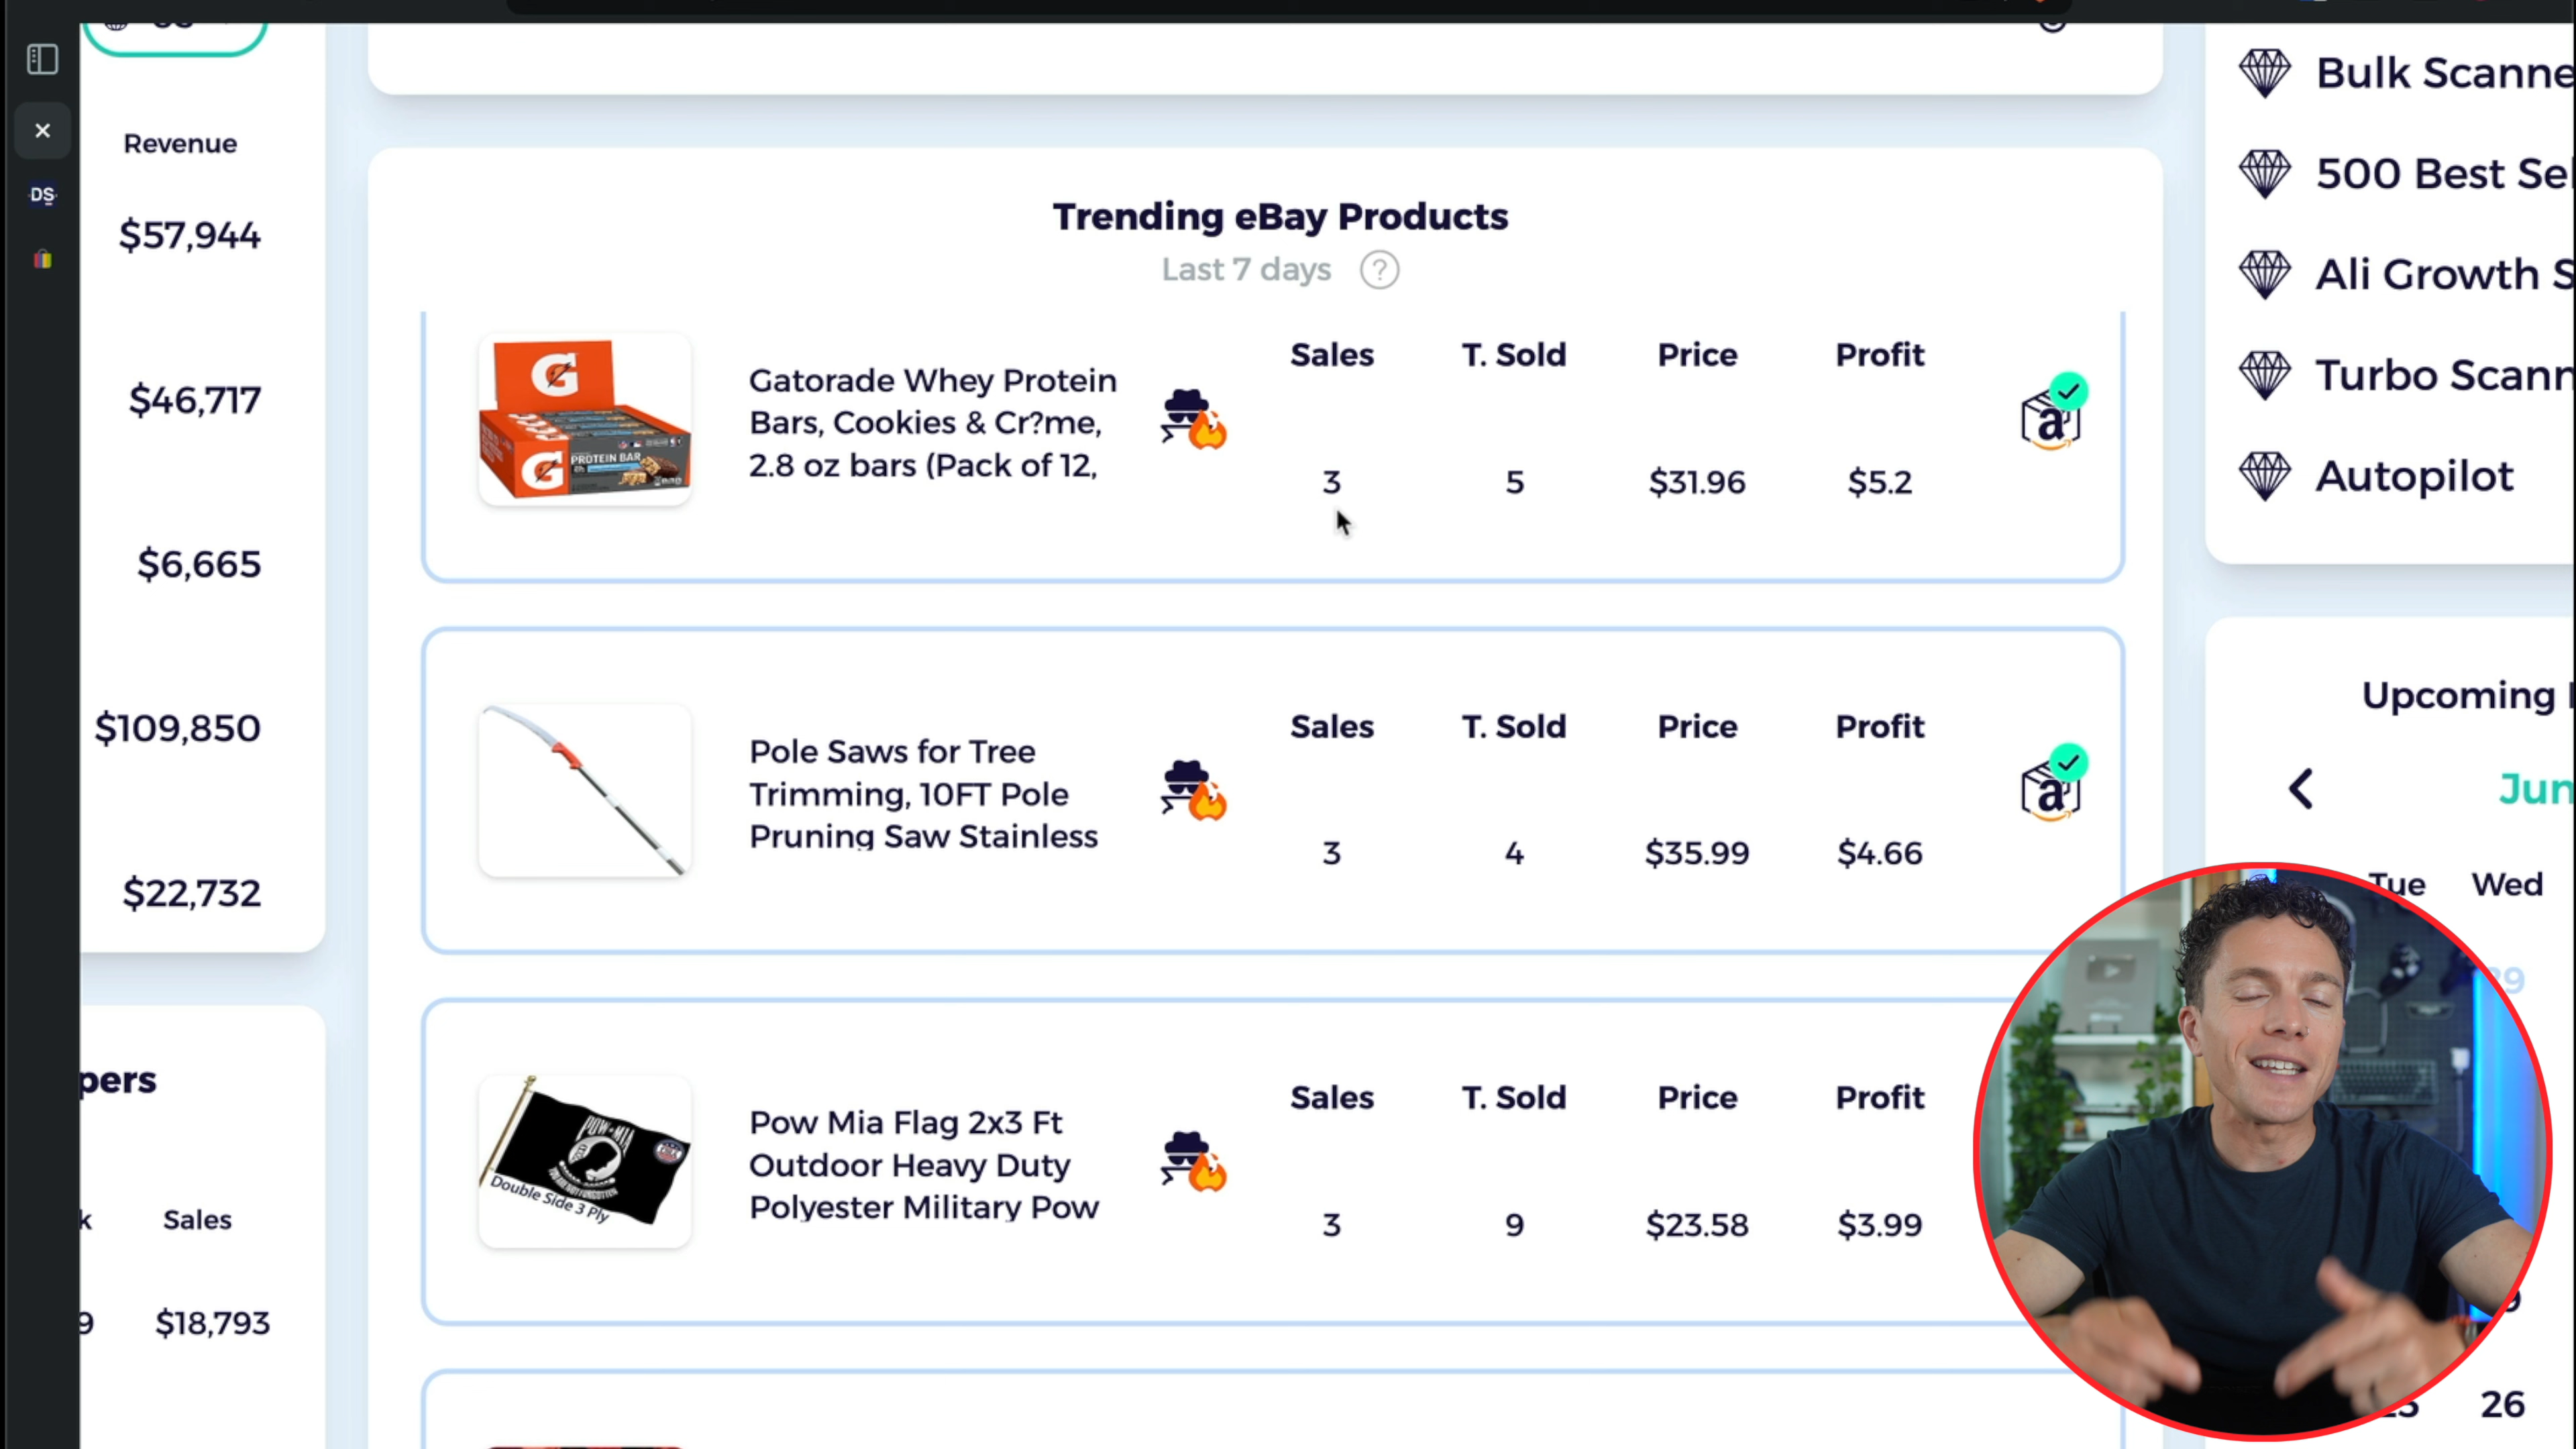 DS
Revenue
$57,944
$46,717
$6,665
$109,850
$22,732
pers
Sales
9
$18,793
Trending eBay Products
Last 7 days ?
G
G
PROTEIN BAR
Gatorade Whey Protein
Bars, Cookies & Cr?me,
2.8 oz bars (Pack of 12,
Sales T. Sold Price Profit
3 5 $31.96 $5.2
a
Pole Saws for Tree
Trimming, 10FT Pole
Pruning Saw Stainless
Sales T. Sold Price Profit
3 4 $35.99 $4.66
a
POW*MIA
Double Side 3 Ply
Pow Mia Flag 2x3 Ft
Outdoor Heavy Duty
Polyester Military Pow
Sales T. Sold Price Profit
3 9 $23.58 $3.99
Bulk Scanne
500 Best Sel
Ali Growth S
Turbo Scann
Autopilot
Upcoming
Jun
Tue Wed
26